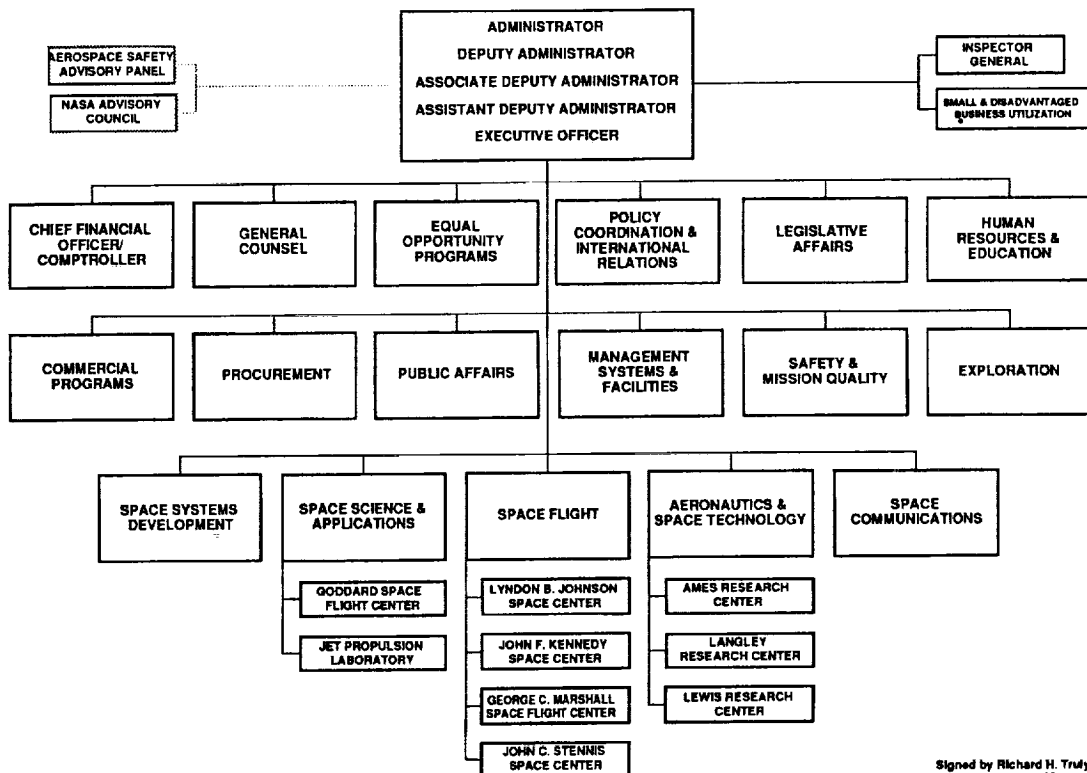 ADMINISTRATOR
DEPUTY ADMINISTRATOR
ASSOCIATE DEPUTY ADMINISTRATOR
ASSISTANT DEPUTY ADMINISTRATOR
EXECUTIVE OFFICER
AEROSPACE SAFETY
ADVISORY PANEL
NASA ADVISORY
COUNCIL
INSPECTOR
GENERAL
SMALL & DISADVANTAGED
BUSINESS UTILIZATION
CHIEF FINANCIAL
OFFICER/
COMPTROLLER
GENERAL
COUNSEL
EQUAL
OPPORTUNITY
PROGRAMS
POLICY
COORDINATION &
INTERNATIONAL
RELATIONS
LEGISLATIVE
AFFAIRS
HUMAN
RESOURCES &
EDUCATION
COMMERCIAL
PROGRAMS
PROCUREMENT
PUBLIC AFFAIRS
MANAGEMENT
SYSTEMS &
FACILITIES
SAFETY &
MISSION QUALITY
EXPLORATION
SPACE SYSTEMS
DEVELOPMENT
SPACE SCIENCE &
APPLICATIONS
SPACE FLIGHT
AERONAUTICS &
SPACE TECHNOLOGY
SPACE
COMMUNICATIONS
GODDARD SPACE
FLIGHT CENTER
JET PROPULSION
LABORATORY
LYNDON B. JOHNSON
SPACE CENTER
JOHN F. KENNEDY
SPACE CENTER
GEORGE C. MARSHALL
SPACE FLIGHT CENTER
JOHN C. STENNIS
SPACE CENTER
AMES RESEARCH
CENTER
LANGLEY
RESEARCH CENTER
LEWIS RESEARCH
CENTER
Signed by Richard H. Truly